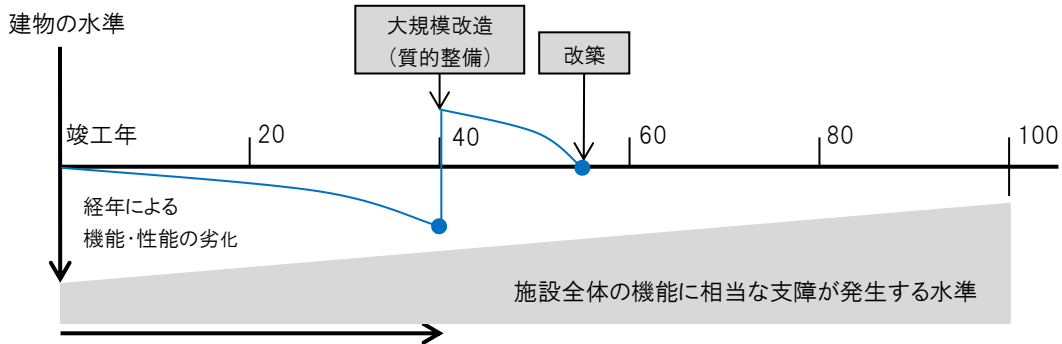 建物の水準
大規模改造
（質的整備）
改築
竣工年
20
40
60
80
100
経年による
機能・性能の劣化
施設全体の機能に相当な支障が発生する水準